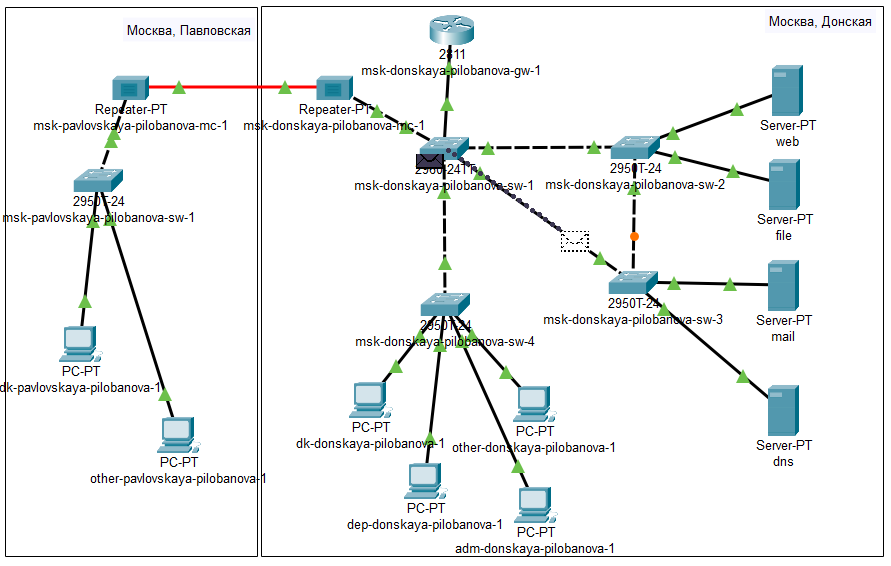 Москва, Павловская
Москва, Донская
2811
msk-donskaya-pilobanova-gw-1
Repeater-PT
msk-pavlovskaya-pilobanova-mc-1
Repeater-PT
msk-donskaya-pilobanova-mc-1
2960-24TT
msk-donskaya-pilobanova-sw-1
2950T-24
msk-donskaya-pilobanova-sw-2
Server-PT
web
2950T-24
msk-pavlovskaya-pilobanova-sw-1
Server-PT
file
2950T-24
msk-donskaya-pilobanova-sw-3
Server-PT
mail
2950T-24
msk-donskaya-pilobanova-sw-4
PC-PT
dk-pavlovskaya-pilobanova-1
PC-PT
dk-donskaya-pilobanova-1
PC-PT
other-donskaya-pilobanova-1
Server-PT
dns
PC-PT
other-pavlovskaya-pilobanova-1
PC-PT
dep-donskaya-pilobanova-1
PC-PT
adm-donskaya-pilobanova-1